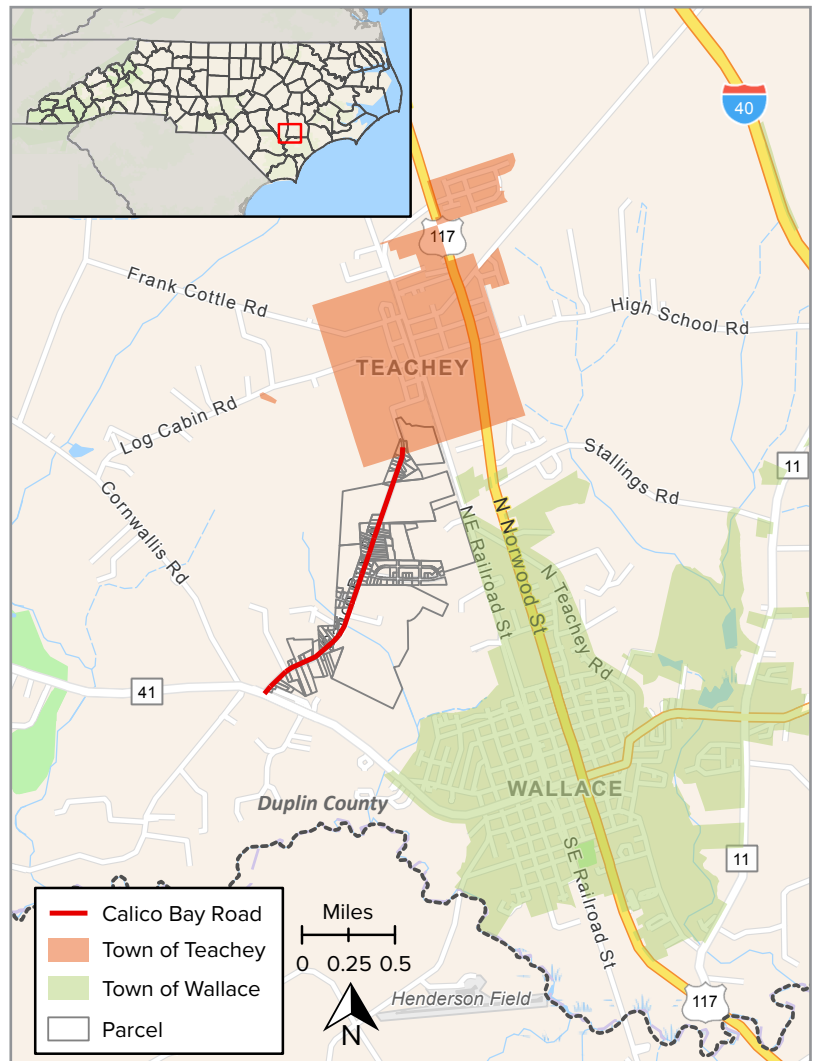 40
117
Frank Cottle Rd
High School Rd
TEACHEY
Log Cabin Rd
Stallings Rd
11
Cornwallis Rd
NE Railroad St
N Norwood St
N
N Teachey Rd
41
WALLACE
Duplin County
SE Railroad St
11
Calico Bay Road
Town of Teachey
Town of Wallace
Parcel
Miles
0 0.25 0.5
N
Henderson Field
117